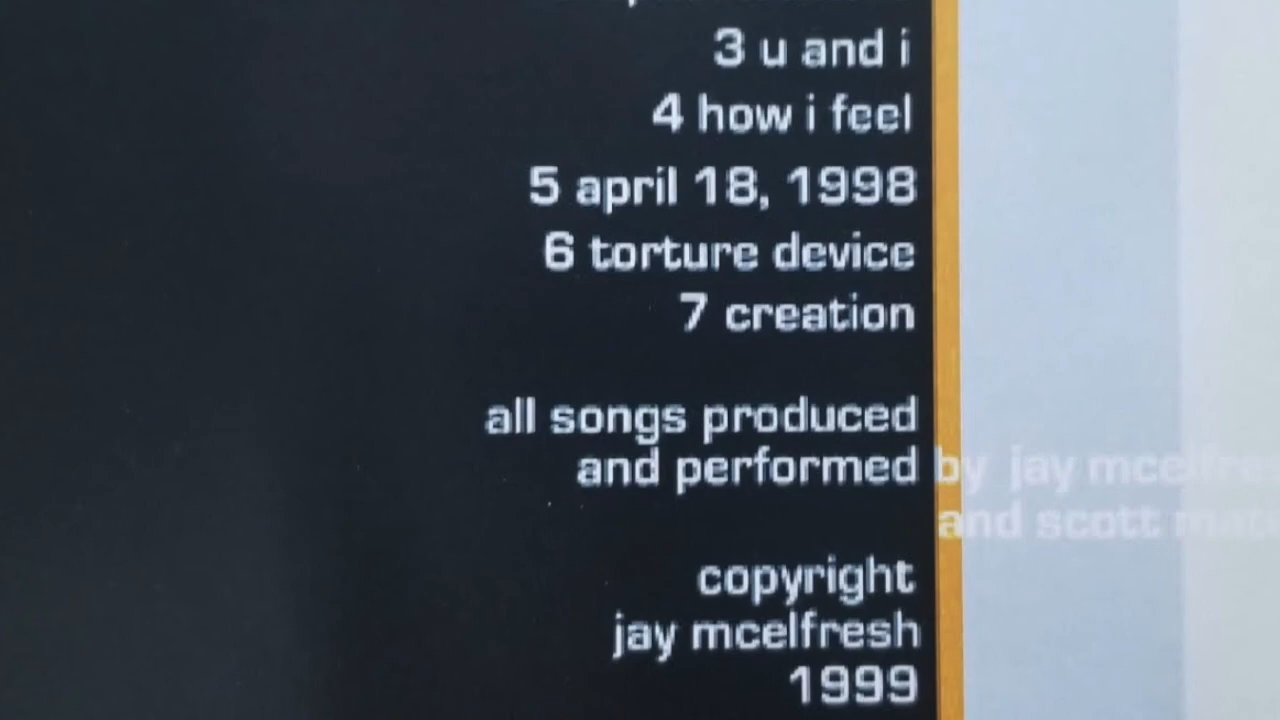 3 u and i
4 how i feel
5 april 18, 1998
6 torture device
7 creation
all songs produced
and performed by jay
and scott
copyright
jay mcelfresh
1999